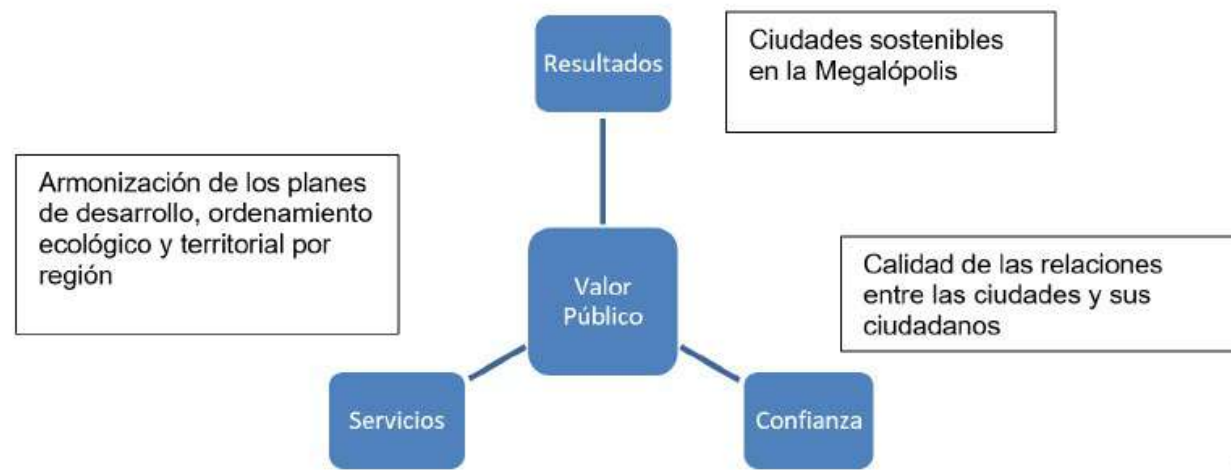 Resultados
Ciudades sostenibles
en la Megalópolis
Armonización de los planes
de desarrollo, ordenamiento
ecológico y territorial por
región
Valor
Público
Calidad de las relaciones
entre las ciudades y sus
ciudadanos
Servicios
Confianza